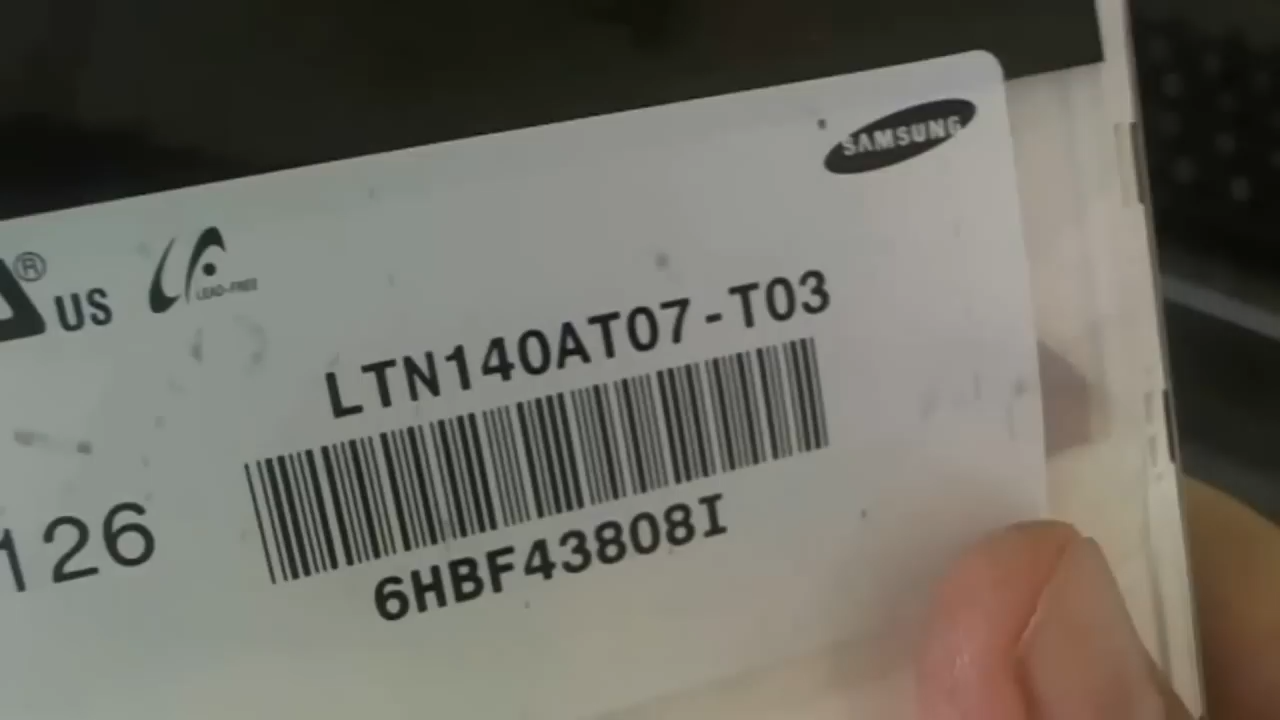 SAMSUNG
® US
LEAD-FREE
LTN140AT07-T03
126
6HBF43808I